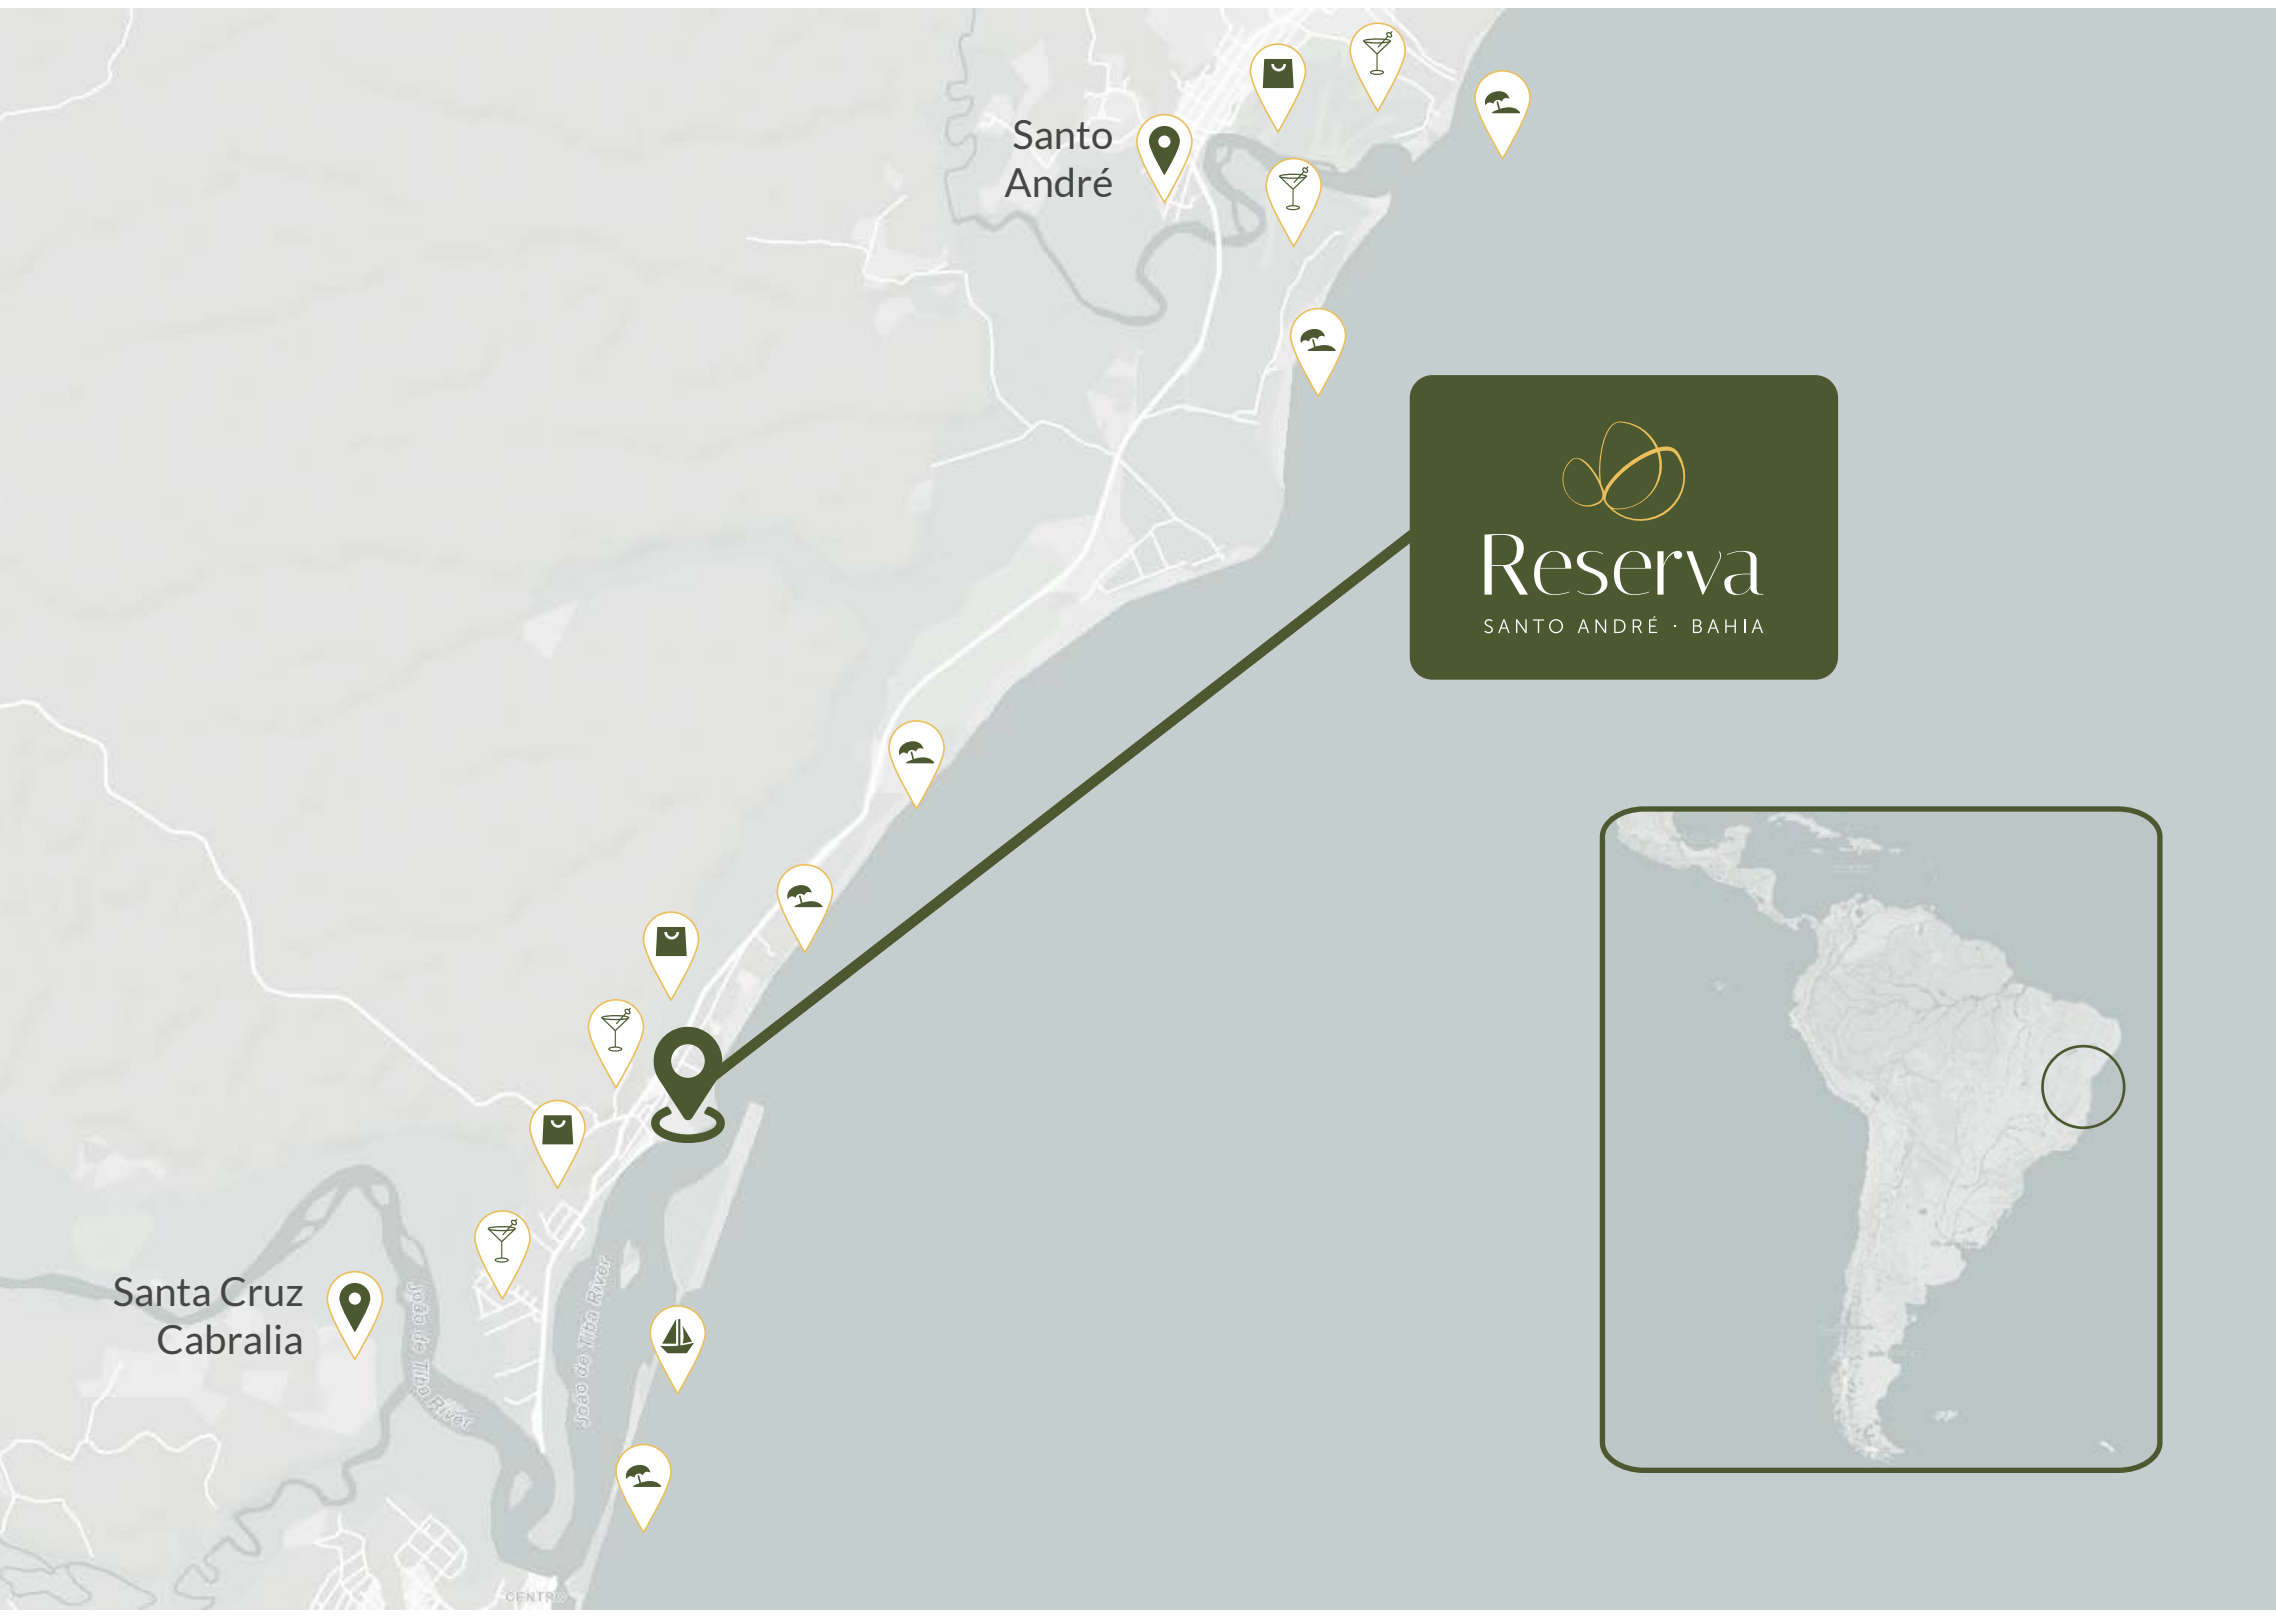 Santo
André
Reserva
SANTO ANDRÉ · BAHIA
Santa Cruz
Cabralia
João de Tiba River
João de Tiba River